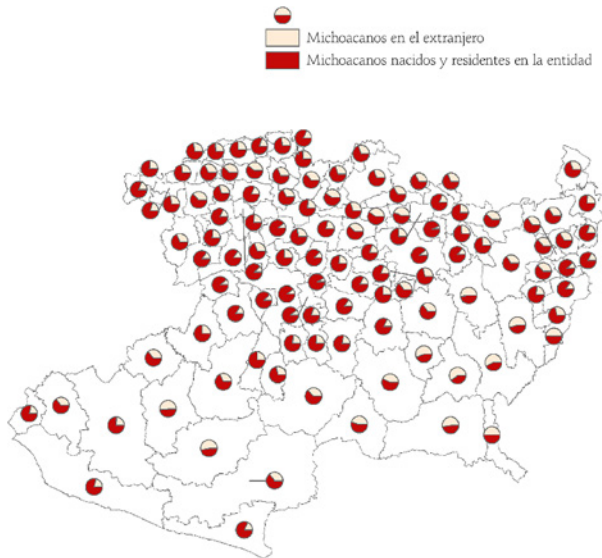 Michoacanos en el extranjero
Michoacanos nacidos y residentes en la entidad